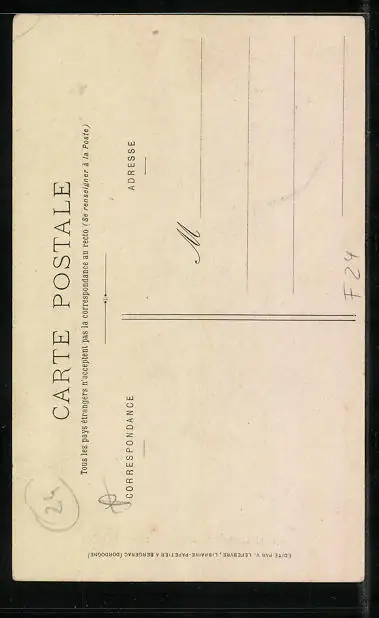 CARTE POSTALE
Tous les pays étrangers n'acceptent pas la correspondance au recto (Se renseigner à la Poste)
CORRESPONDANCE
ADRESSE
M
ÉDITÉ PAR V. LEFEBVRE, LIBRAIRE-PAPETIER A BERGERAC (DORDOGNE)
24
F24